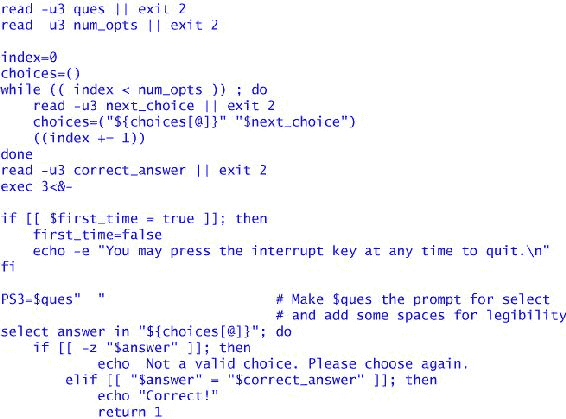 read -u3 ques || exit 2
read -u3 num_opts || exit 2
index=0
choices=()
while (( index < num_opts )) ; do
read -u3 next_choice || exit 2
choices=("${choices[@]}" "$next_choice")
((index += 1))
done
read -u3 correct_answer || exit 2
exec 3<&-
if [[ $first_time = true ]]; then
first_time=false
echo -e "You may press the interrupt key at any time to quit.\n"
fi
PS3=$ques"  " # Make $ques the prompt for select
# and add some spaces for legibility
select answer in "${choices[@]}"; do
if [[ -z "$answer" ]]; then
echo  Not a valid choice. Please choose again.
elif [[ "$answer" = "$correct_answer" ]]; then
echo "Correct!"
return 1